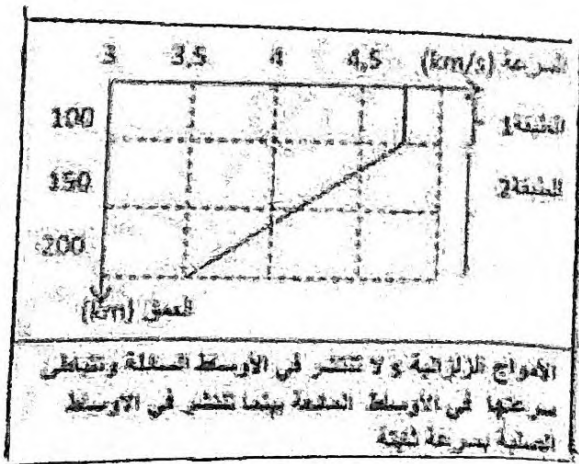 3 3,5 4 4,5 السرعة (km/s)
100 الطبقة1
150 الطبقة2
200
العمق (km)
الأمواج الزلزالية و لا تنتشر في الأوساط السائلة وتتباطئ
سرعتها في الأوساط المائعة بينما تنتشر في الاوساط
الصلبة بسرعة ثابتة